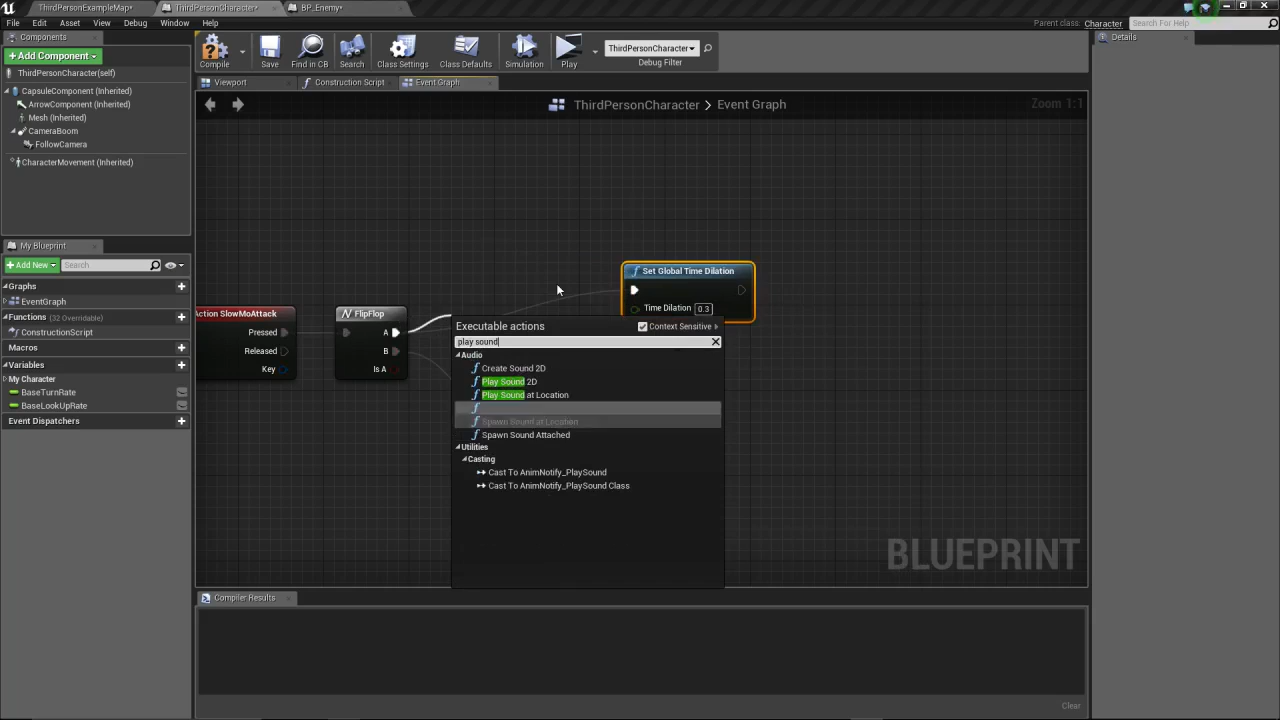 ThirdPersonExampleMap*
ThirdPersonCharacter*
BP_Enemy*
File Edit Asset View Debug Window Help
Parent class: Character
Search For Help
Components
Details
+Add Component
ThirdPersonCharacter(self)
CapsuleComponent (Inherited)
ArrowComponent (Inherited)
Mesh (Inherited)
CameraBoom
FollowCamera
CharacterMovement (Inherited)
Compile
Save
Find in CB
Search
Class Settings
Class Defaults
Simulation
Play
ThirdPersonCharacter
Debug Filter
Viewport
Construction Script
Event Graph
ThirdPersonCharacter > Event Graph
Zoom 1:1
My Blueprint
+Add New
Search
Graphs
EventGraph
Functions (32 Overridable)
ConstructionScript
Macros
Variables
My Character
BaseTurnRate
BaseLookUpRate
Event Dispatchers
Action SlowMoAttack
Pressed
Released
Key
FlipFlop
A
B
Is A
Set Global Time Dilation
Time Dilation 0.3
Executable actions
Context Sensitive
play sound
Audio
Create Sound 2D
Play Sound 2D
Play Sound at Location
Spawn Sound at Location
Spawn Sound Attached
Utilities
Casting
Cast To AnimNotify_PlaySound
Cast To AnimNotify_PlaySound Class
BLUEPRINT
Compiler Results
Clear